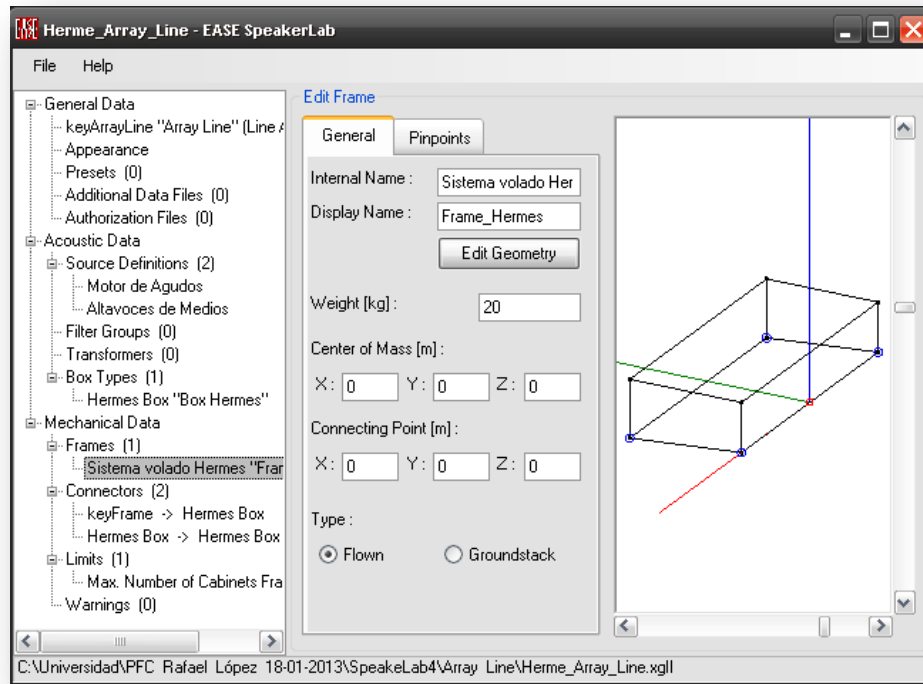 Herme_Array_Line - EASE SpeakerLab
File Help
General Data
keyArrayLine "Array Line" (Line A
Appearance
Presets (0)
Additional Data Files (0)
Authorization Files (0)
Acoustic Data
Source Definitions (2)
Motor de Agudos
Altavoces de Medios
Filter Groups (0)
Transformers (0)
Box Types (1)
Hermes Box "Box Hermes"
Mechanical Data
Frames (1)
Sistema volado Hermes "Fran
Connectors (2)
keyFrame -> Hermes Box
Hermes Box -> Hermes Box
Limits (1)
Max. Number of Cabinets Fra
Warnings (0)
Edit Frame
General Pinpoints
Internal Name : Sistema volado Her
Display Name : Frame_Hermes
Edit Geometry
Weight [kg] : 20
Center of Mass [m] :
X: 0 Y: 0 Z: 0
Connecting Point [m] :
X: 0 Y: 0 Z: 0
Type :
Flown Groundstack
C:\Universidad\PFC Rafael López 18-01-2013\SpeakeLab4\Array Line\Herme_Array_Line.xgll